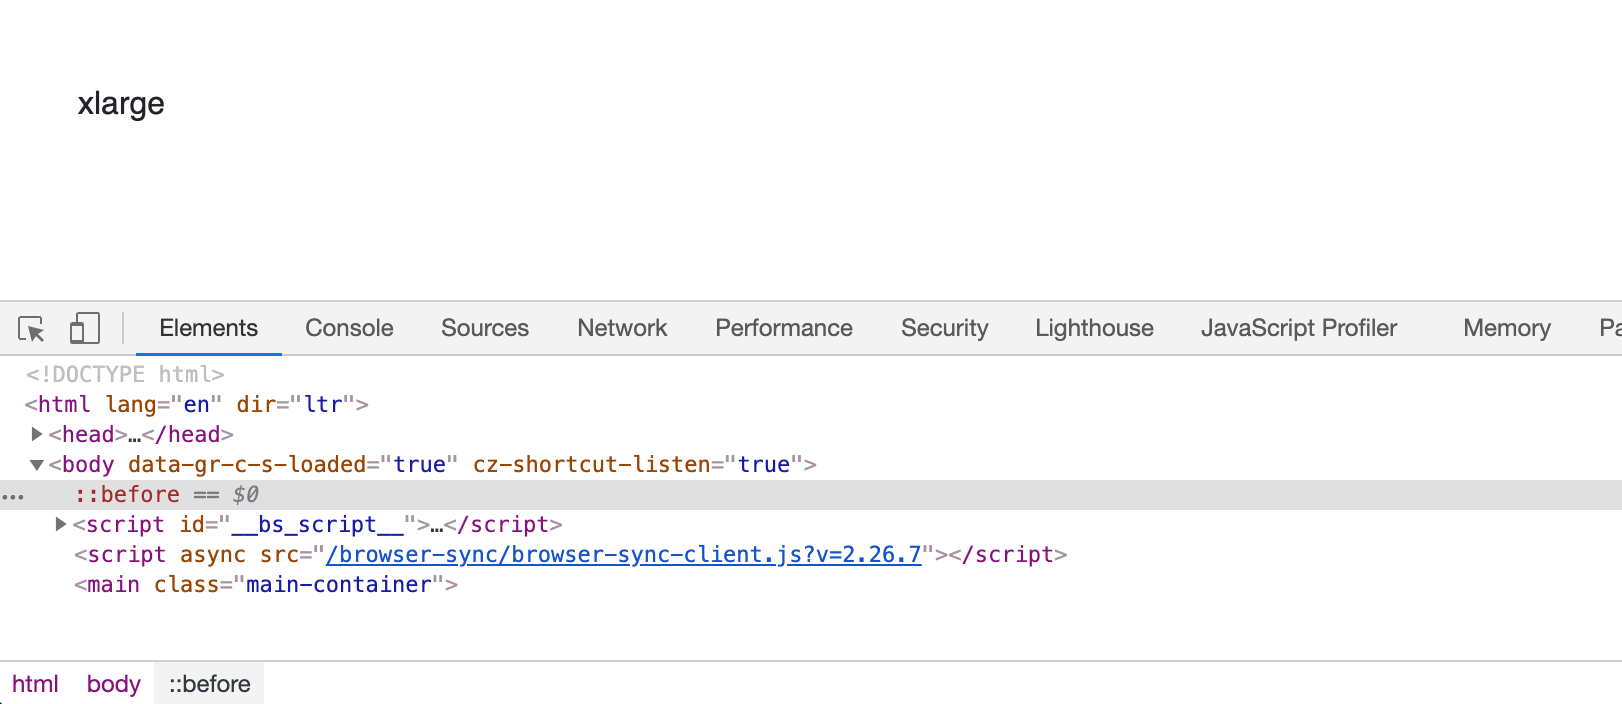 xlarge
Elements Console Sources Network Performance Security Lighthouse JavaScript Profiler Memory Pa
<!DOCTYPE html>
<html lang="en" dir="ltr">
<head>…</head>
<body data-gr-c-s-loaded="true" cz-shortcut-listen="true">
::before == $0
<script id="__bs_script__">…</script>
<script async src="/browser-sync/browser-sync-client.js?v=2.26.7"></script>
<main class="main-container">
html body ::before